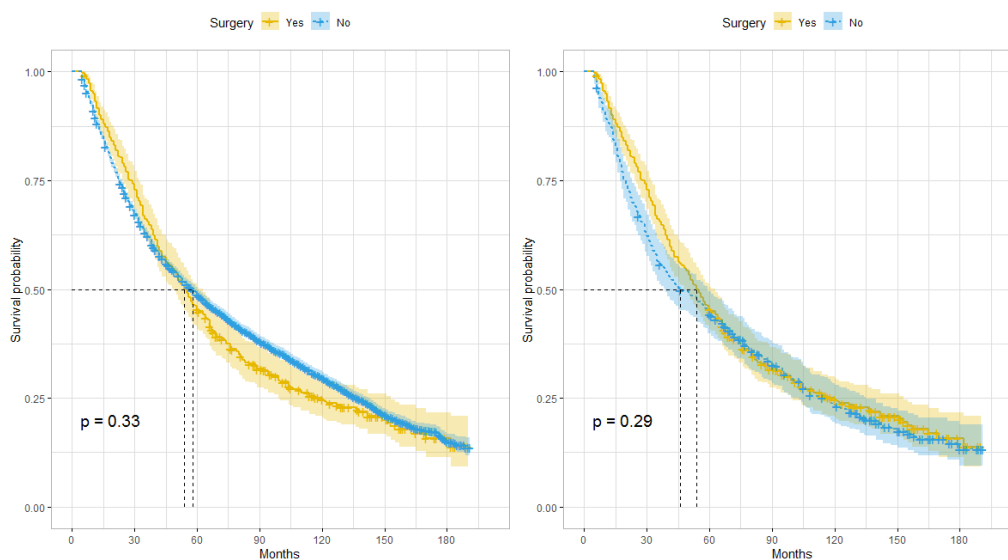 Surgery Yes No
1.00
0.75
0.50
0.25
0.00
Survival probability
p = 0.33
0 30 60 90 120 150 180
Months
Surgery Yes No
1.00
0.75
0.50
0.25
0.00
Survival probability
p = 0.29
0 30 60 90 120 150 180
Months